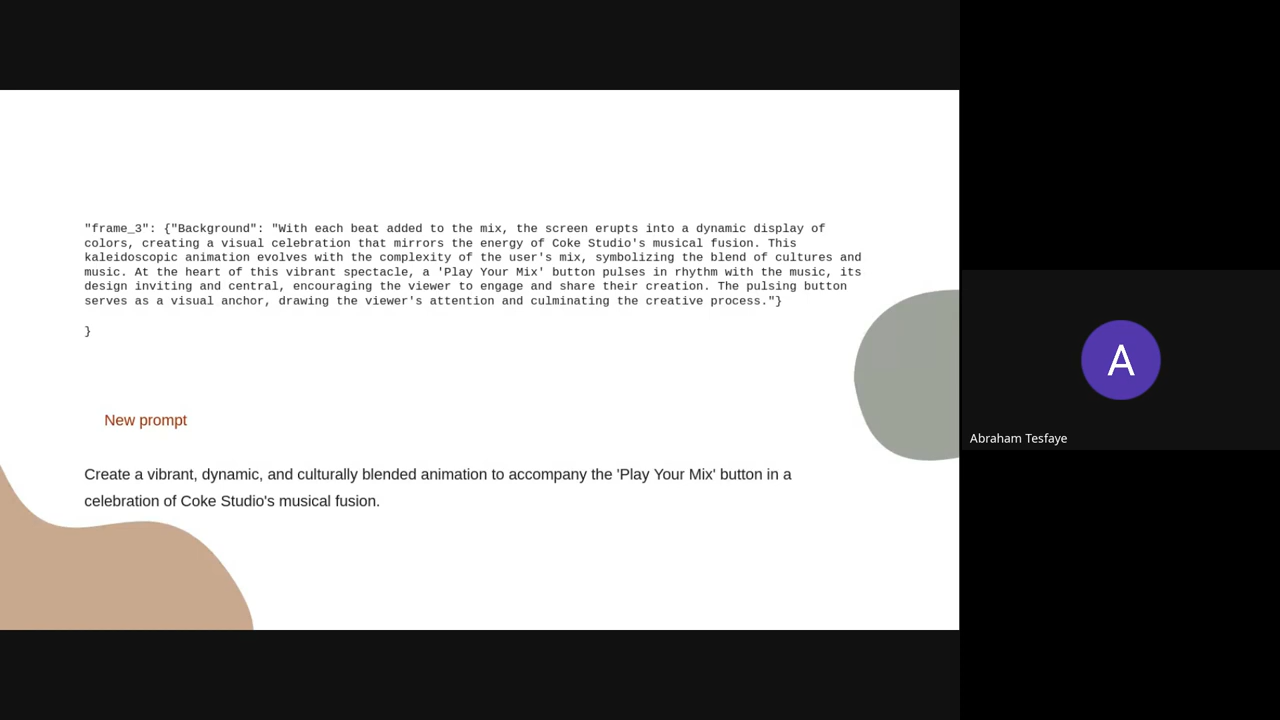 "frame_3": {"Background": "With each beat added to the mix, the screen erupts into a dynamic display of
colors, creating a visual celebration that mirrors the energy of Coke Studio's musical fusion. This
kaleidoscopic animation evolves with the complexity of the user's mix, symbolizing the blend of cultures and
music. At the heart of this vibrant spectacle, a 'Play Your Mix' button pulses in rhythm with the music, its
design inviting and central, encouraging the viewer to engage and share their creation. The pulsing button
serves as a visual anchor, drawing the viewer's attention and culminating the creative process."}
}
New prompt
Create a vibrant, dynamic, and culturally blended animation to accompany the 'Play Your Mix' button in a
celebration of Coke Studio's musical fusion.
A
Abraham Tesfaye